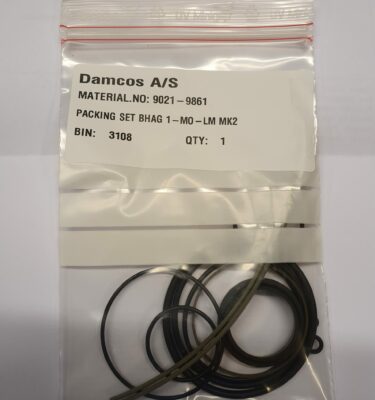 Damcos A/S
MATERIAL.NO: 9021-9861
PACKING SET BHAG 1-MO-LM MK2
BIN: 3108 QTY: 1